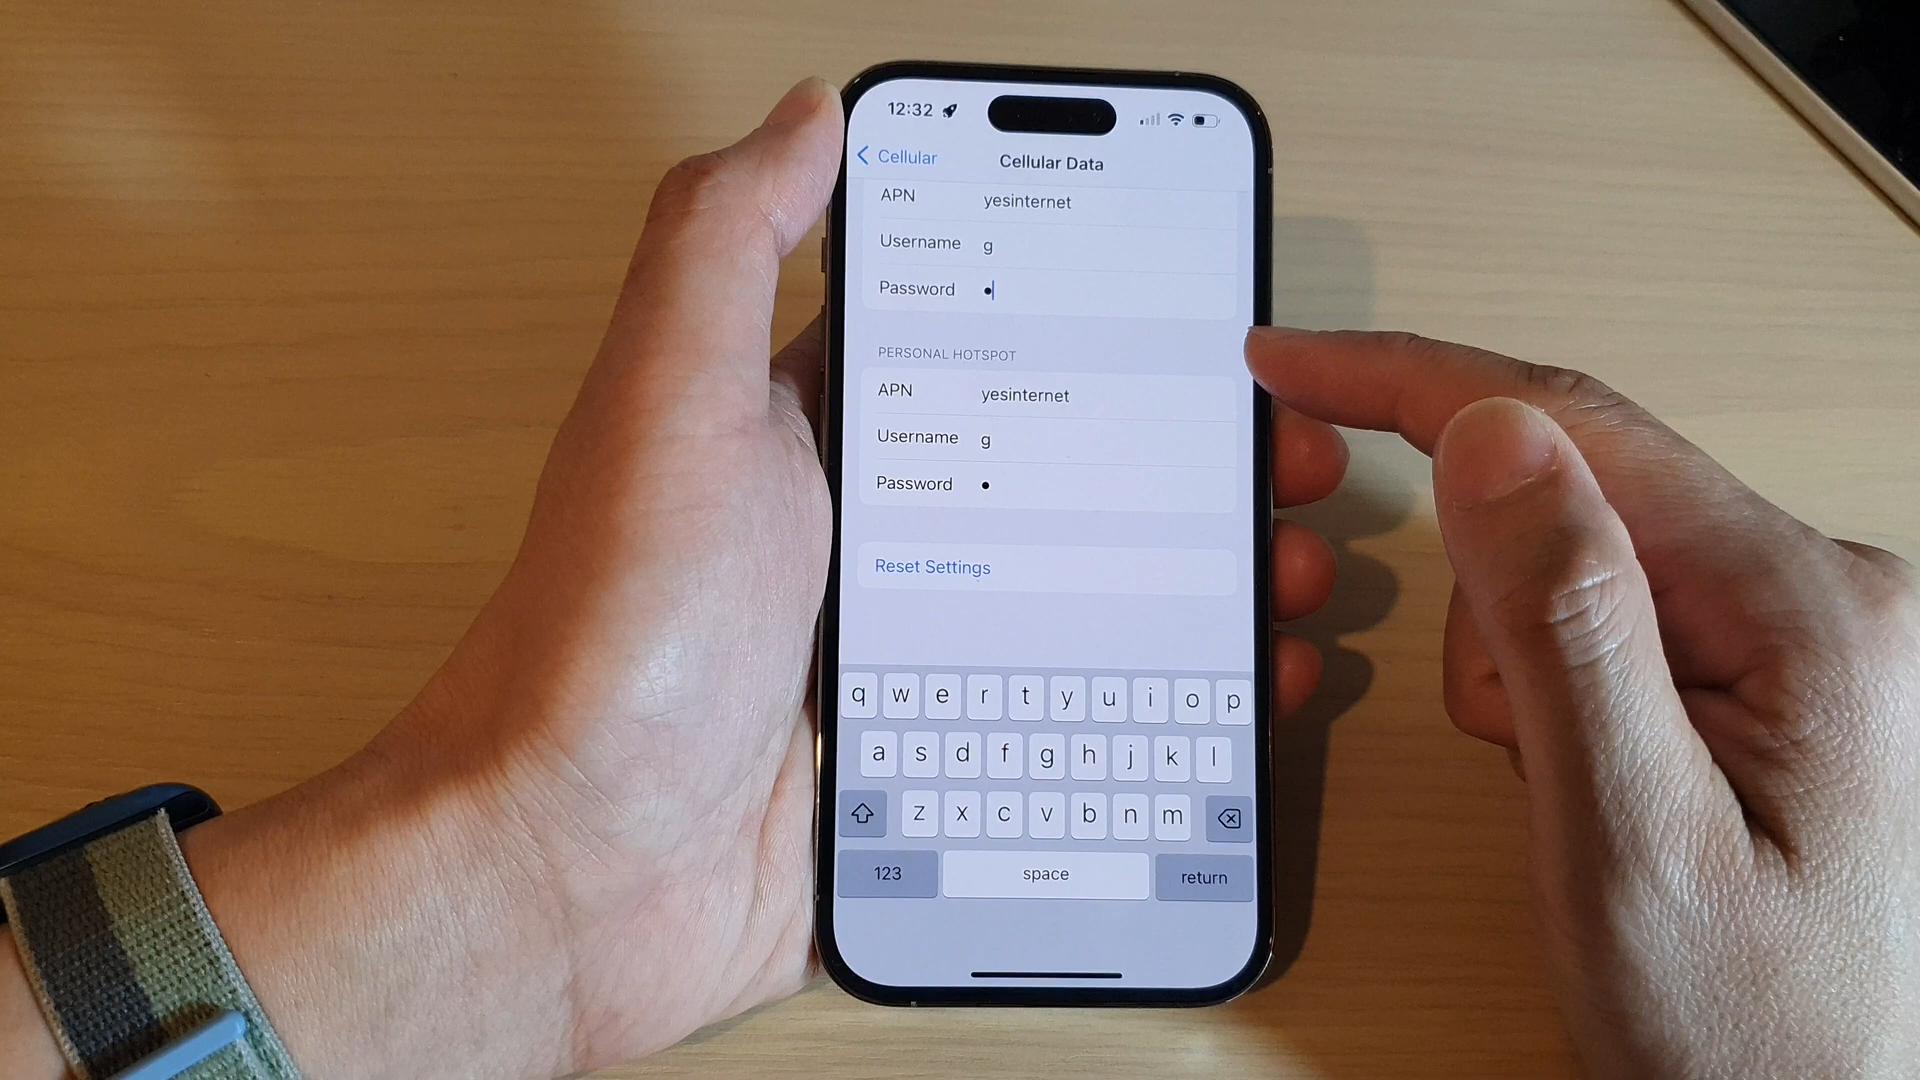 12:32
Cellular
Cellular Data
APN yesinternet
Username g
Password •
PERSONAL HOTSPOT
APN yesinternet
Username g
Password •
Reset Settings
q w e r t y u i o p
a s d f g h j k l
z x c v b n m
123 space return